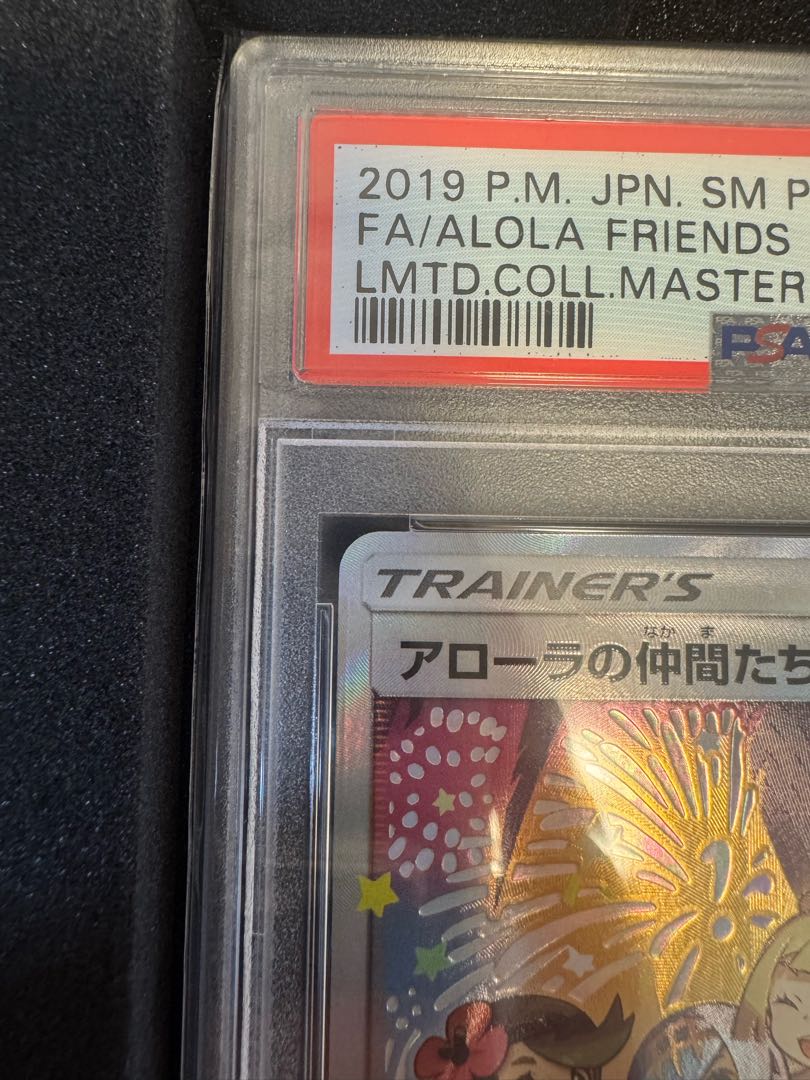 2019 P.M. JPN. SM P
FA/ALOLA FRIENDS
LMTD.COLL.MASTER
PSA
TRAINER'S
なかま
アローラの仲間たち